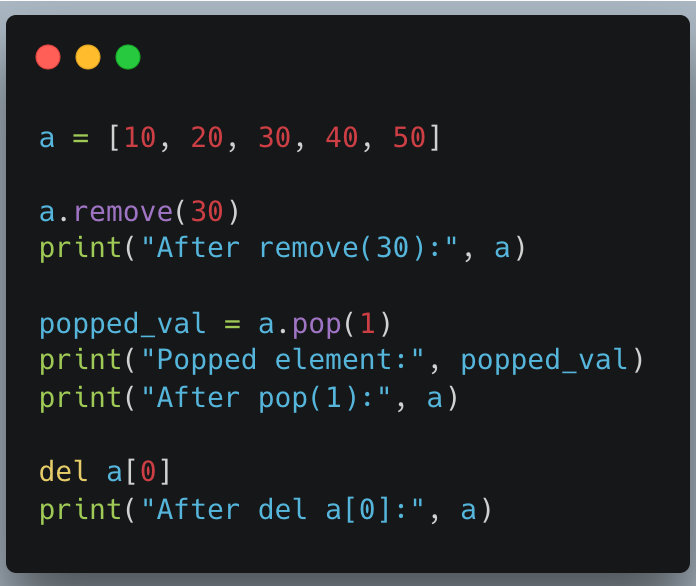 a = [10, 20, 30, 40, 50]
a.remove(30)
print("After remove(30):", a)
popped_val = a.pop(1)
print("Popped element:", popped_val)
print("After pop(1):", a)
del a[0]
print("After del a[0]:", a)